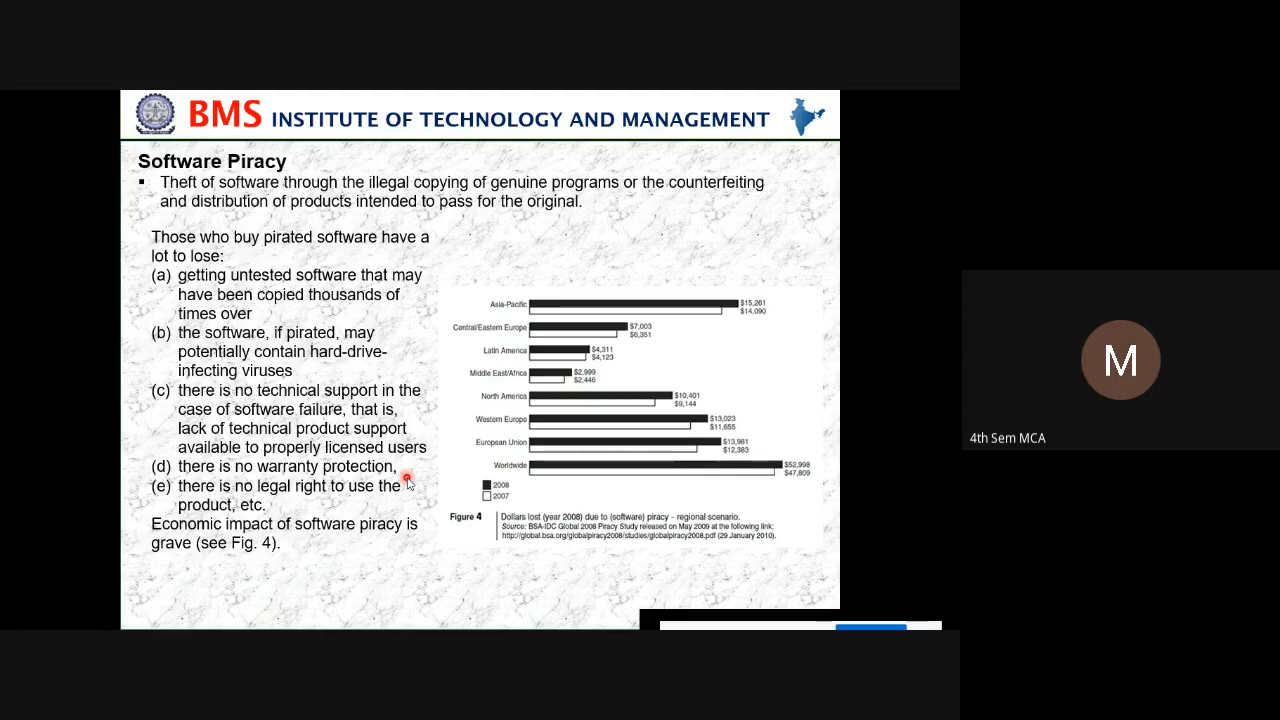 BMS INSTITUTE OF TECHNOLOGY AND MANAGEMENT
Software Piracy
▪ Theft of software through the illegal copying of genuine programs or the counterfeiting
and distribution of products intended to pass for the original.
Those who buy pirated software have a
lot to lose:
(a) getting untested software that may
have been copied thousands of
times over
(b) the software, if pirated, may
potentially contain hard-drive-
infecting viruses
(c) there is no technical support in the
case of software failure, that is,
lack of technical product support
available to properly licensed users
(d) there is no warranty protection,
(e) there is no legal right to use the
product, etc.
Economic impact of software piracy is
grave (see Fig. 4).
Asia-Pacific $15,261
$14,090
Central/Eastern Europe $7,003
$6,351
Latin America $4,311
$4,123
Middle East/Africa $2,999
$2,446
North America $10,401
$9,144
Western Europe $13,023
$11,655
European Union $13,981
$12,383
Worldwide $52,998
$47,809
2008
2007
Figure 4 Dollars lost (year 2008) due to (software) piracy – regional scenario.
Source: BSA-IDC Global 2008 Piracy Study released on May 2009 at the following link:
http://global.bsa.org/globalpiracy2008/studies/globalpiracy2008.pdf (29 January 2010).
M
4th Sem MCA